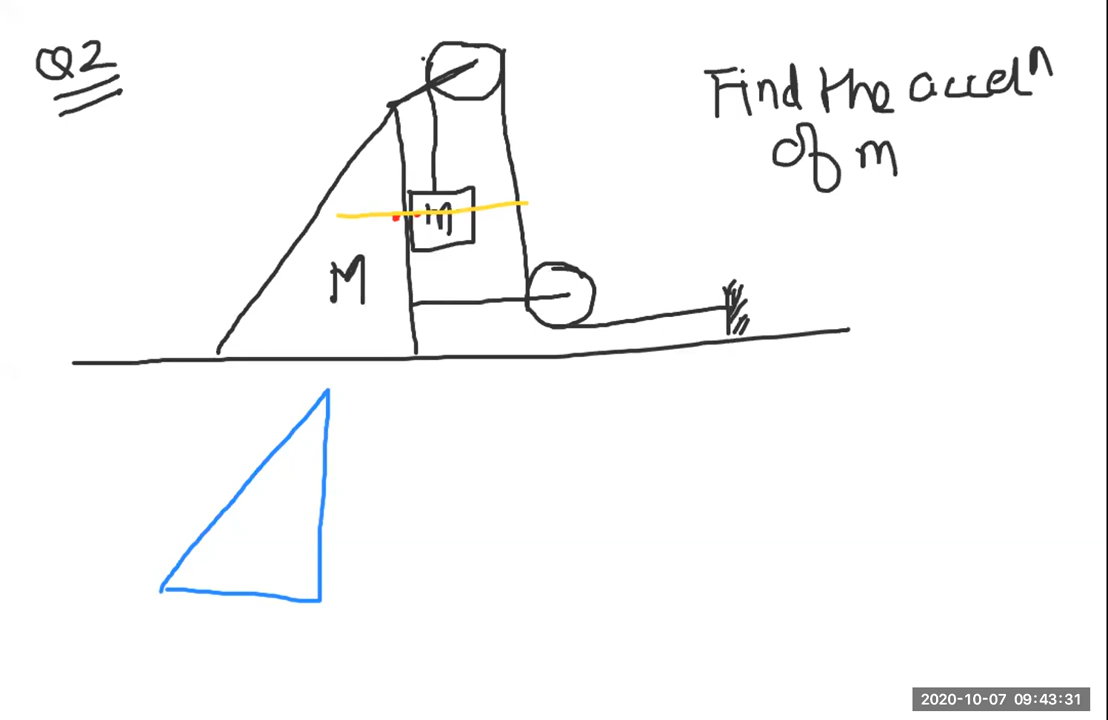 Q2
Find the accelⁿ
of m
m
M
2020-10-07 09:43:31